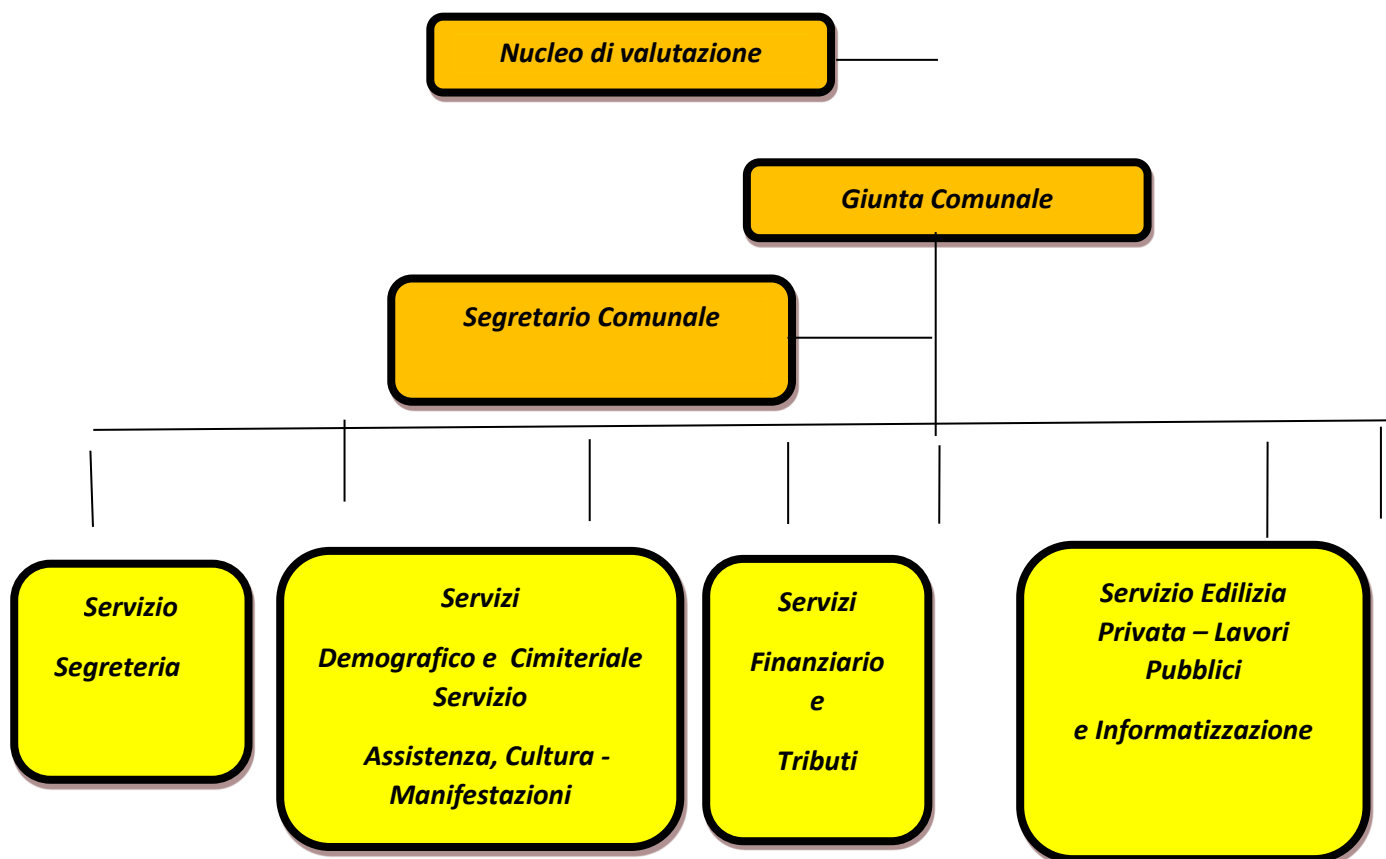 Nucleo di valutazione
Giunta Comunale
Segretario Comunale
Servizio
Segreteria
Servizi
Demografico e Cimiteriale
Servizio
Assistenza, Cultura -
Manifestazioni
Servizi
Finanziario
e
Tributi
Servizio Edilizia
Privata – Lavori
Pubblici
e Informatizzazione